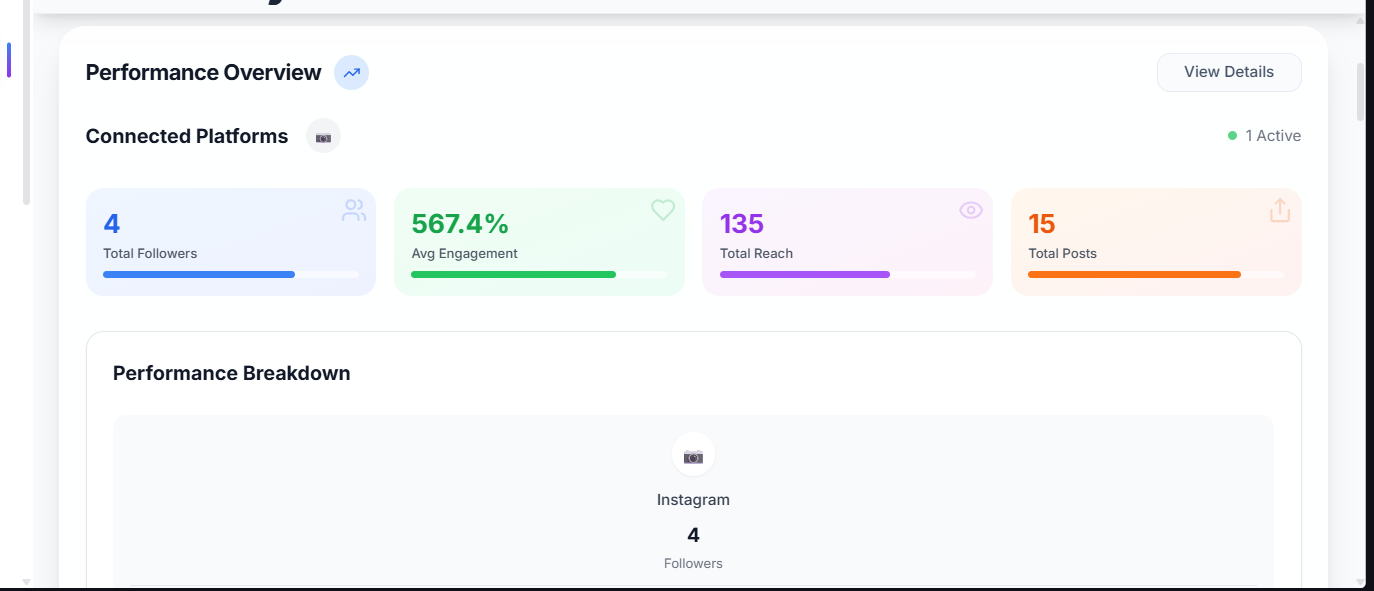 Performance Overview
View Details
Connected Platforms
1 Active
4
Total Followers
567.4%
Avg Engagement
135
Total Reach
15
Total Posts
Performance Breakdown
Instagram
4
Followers